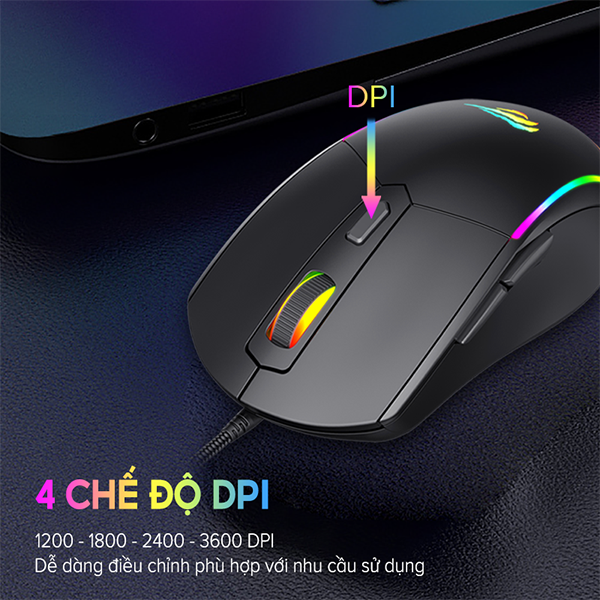 DPI
4 CHẾ ĐỘ DPI
1200 - 1800 - 2400 - 3600 DPI
Dễ dàng điều chỉnh phù hợp với nhu cầu sử dụng